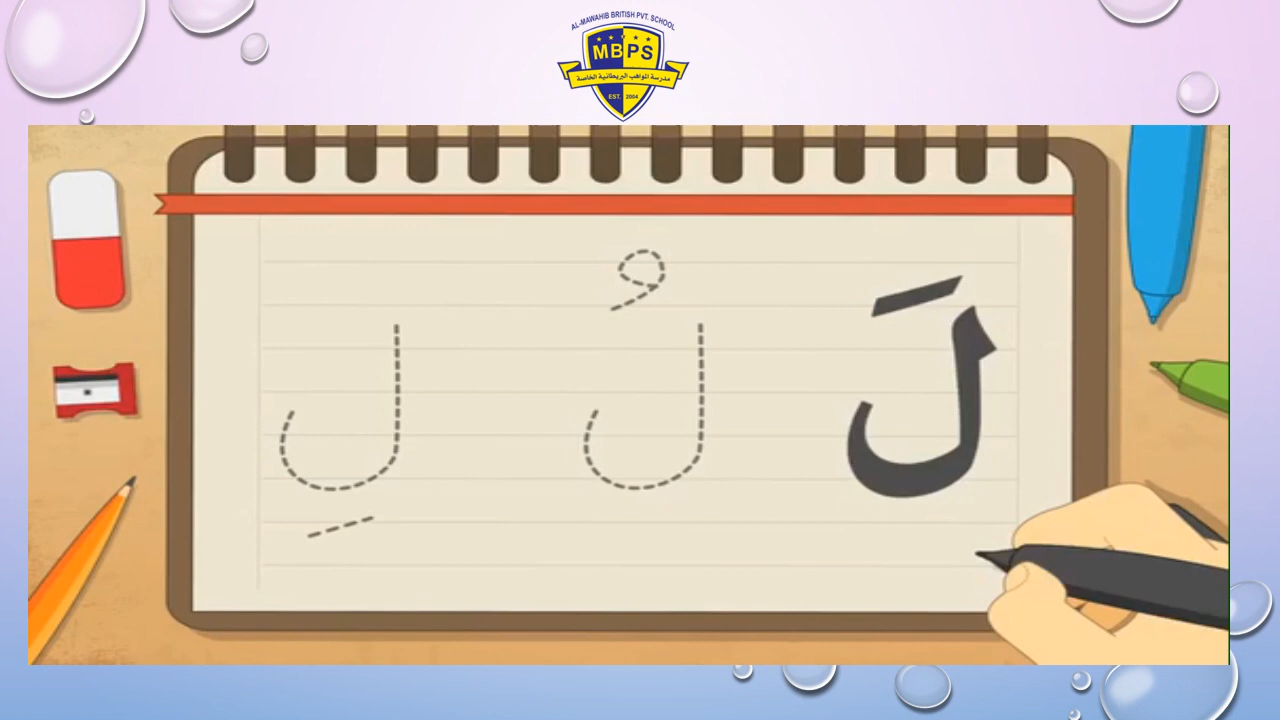 AL-MAWAHIB BRITISH PVT. SCHOOL
MBPS
مدرسة المواهب البريطانية الخاصة
EST. 2004
لَ لُ لِ